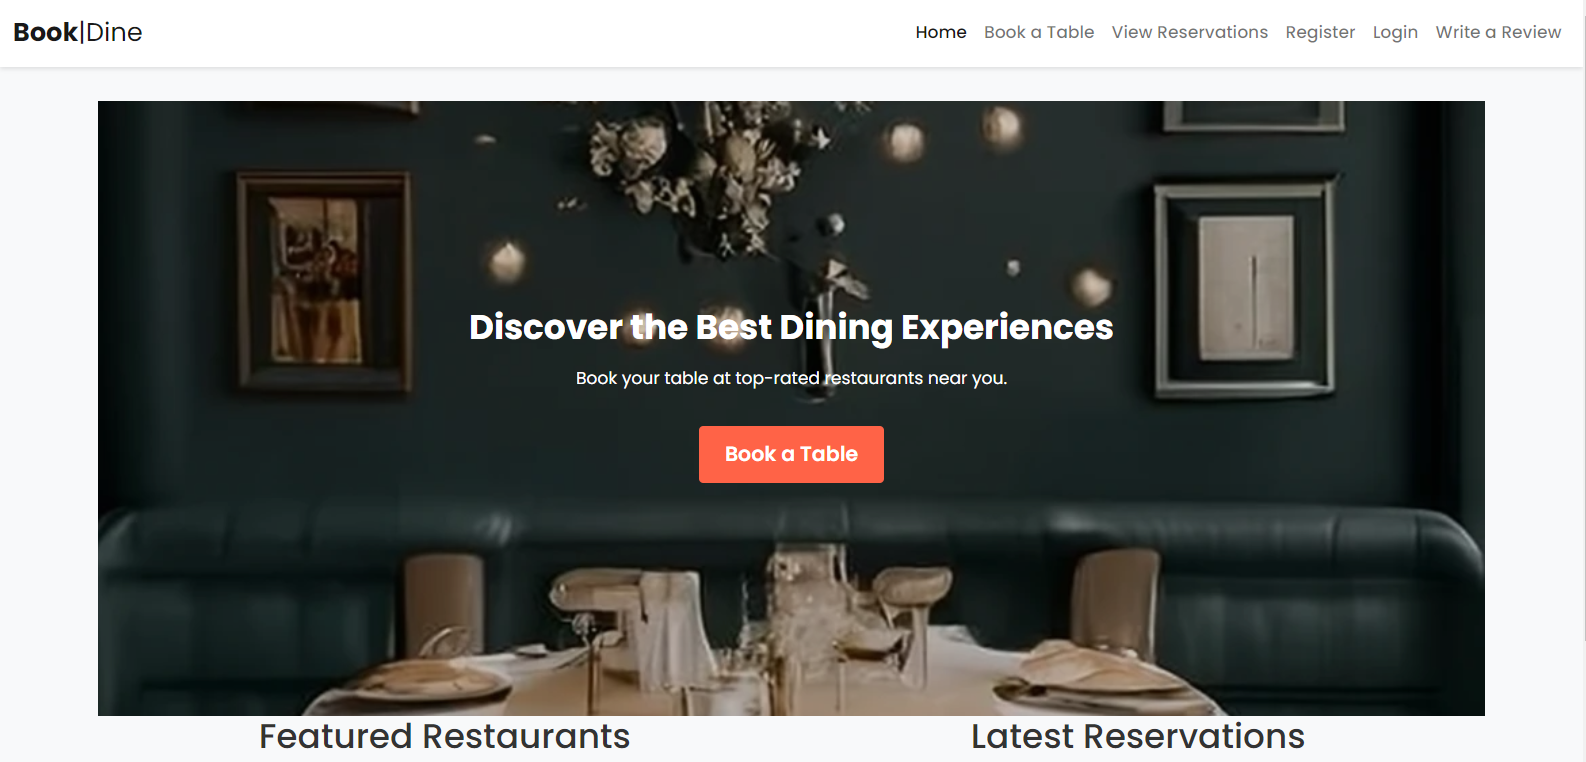 Book|Dine
Home Book a Table View Reservations Register Login Write a Review
Discover the Best Dining Experiences
Book your table at top-rated restaurants near you.
Book a Table
Featured Restaurants
Latest Reservations